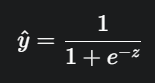 ŷ = 1 / (1 + e^{-z})